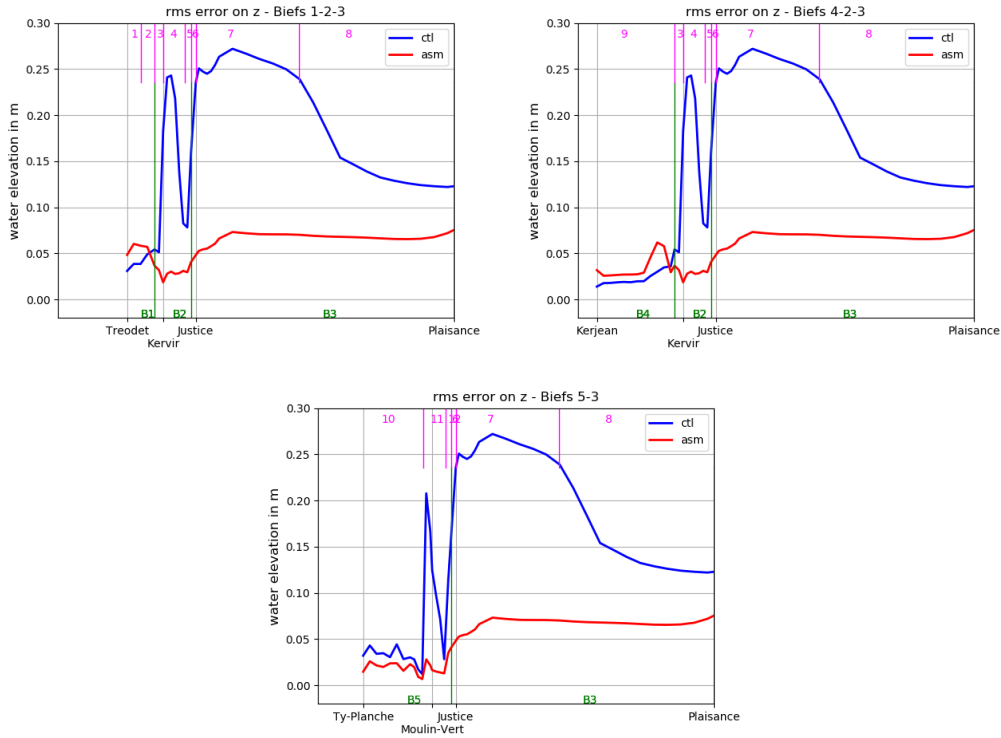 rms error on z - Biefs 1-2-3
water elevation in m
0.30
0.25
0.20
0.15
0.10
0.05
0.00
1 2 3 4 56 7 8
ctl
asm
B1 B2 B3
Treodet Justice Plaisance
Kervir
rms error on z - Biefs 4-2-3
water elevation in m
0.30
0.25
0.20
0.15
0.10
0.05
0.00
9 3 4 56 7 8
ctl
asm
B4 B2 B3
Kerjean Justice Plaisance
Kervir
rms error on z - Biefs 5-3
water elevation in m
0.30
0.25
0.20
0.15
0.10
0.05
0.00
10 11 7 8
ctl
asm
B5 B3
Ty-Planche Justice Plaisance
Moulin-Vert